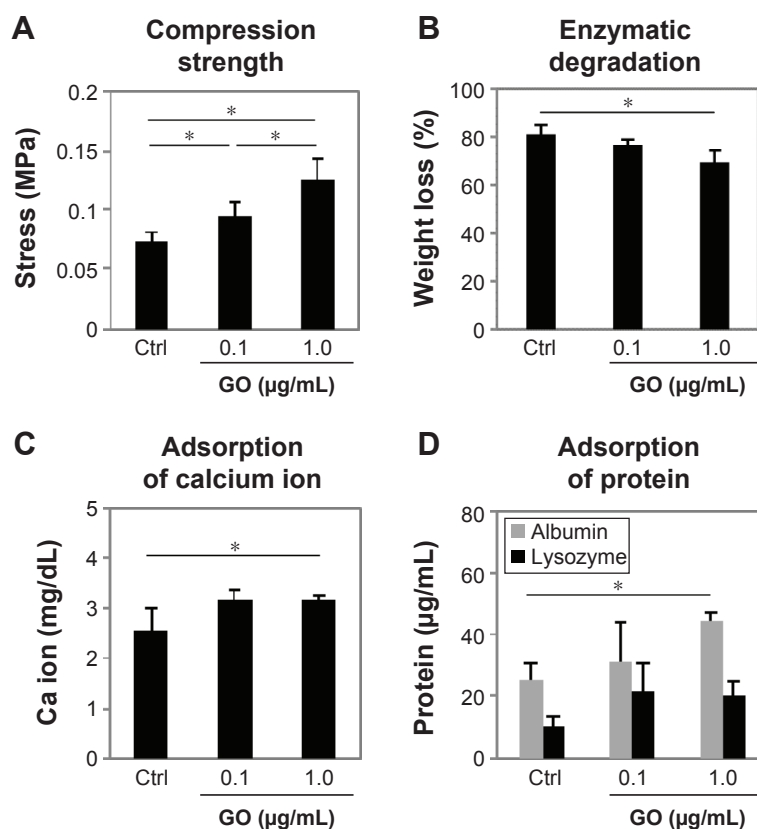 A
Compression
strength
Stress (MPa)
0.2
0.15
0.1
0.05
0
*
*
*
Ctrl
0.1
1.0
GO (µg/mL)
B
Enzymatic
degradation
Weight loss (%)
100
80
60
40
20
0
*
Ctrl
0.1
1.0
GO (µg/mL)
C
Adsorption
of calcium ion
Ca ion (mg/dL)
5
4
3
2
1
0
*
Ctrl
0.1
1.0
GO (µg/mL)
D
Adsorption
of protein
Protein (µg/mL)
80
60
40
20
0
Albumin
Lysozyme
*
Ctrl
0.1
1.0
GO (µg/mL)